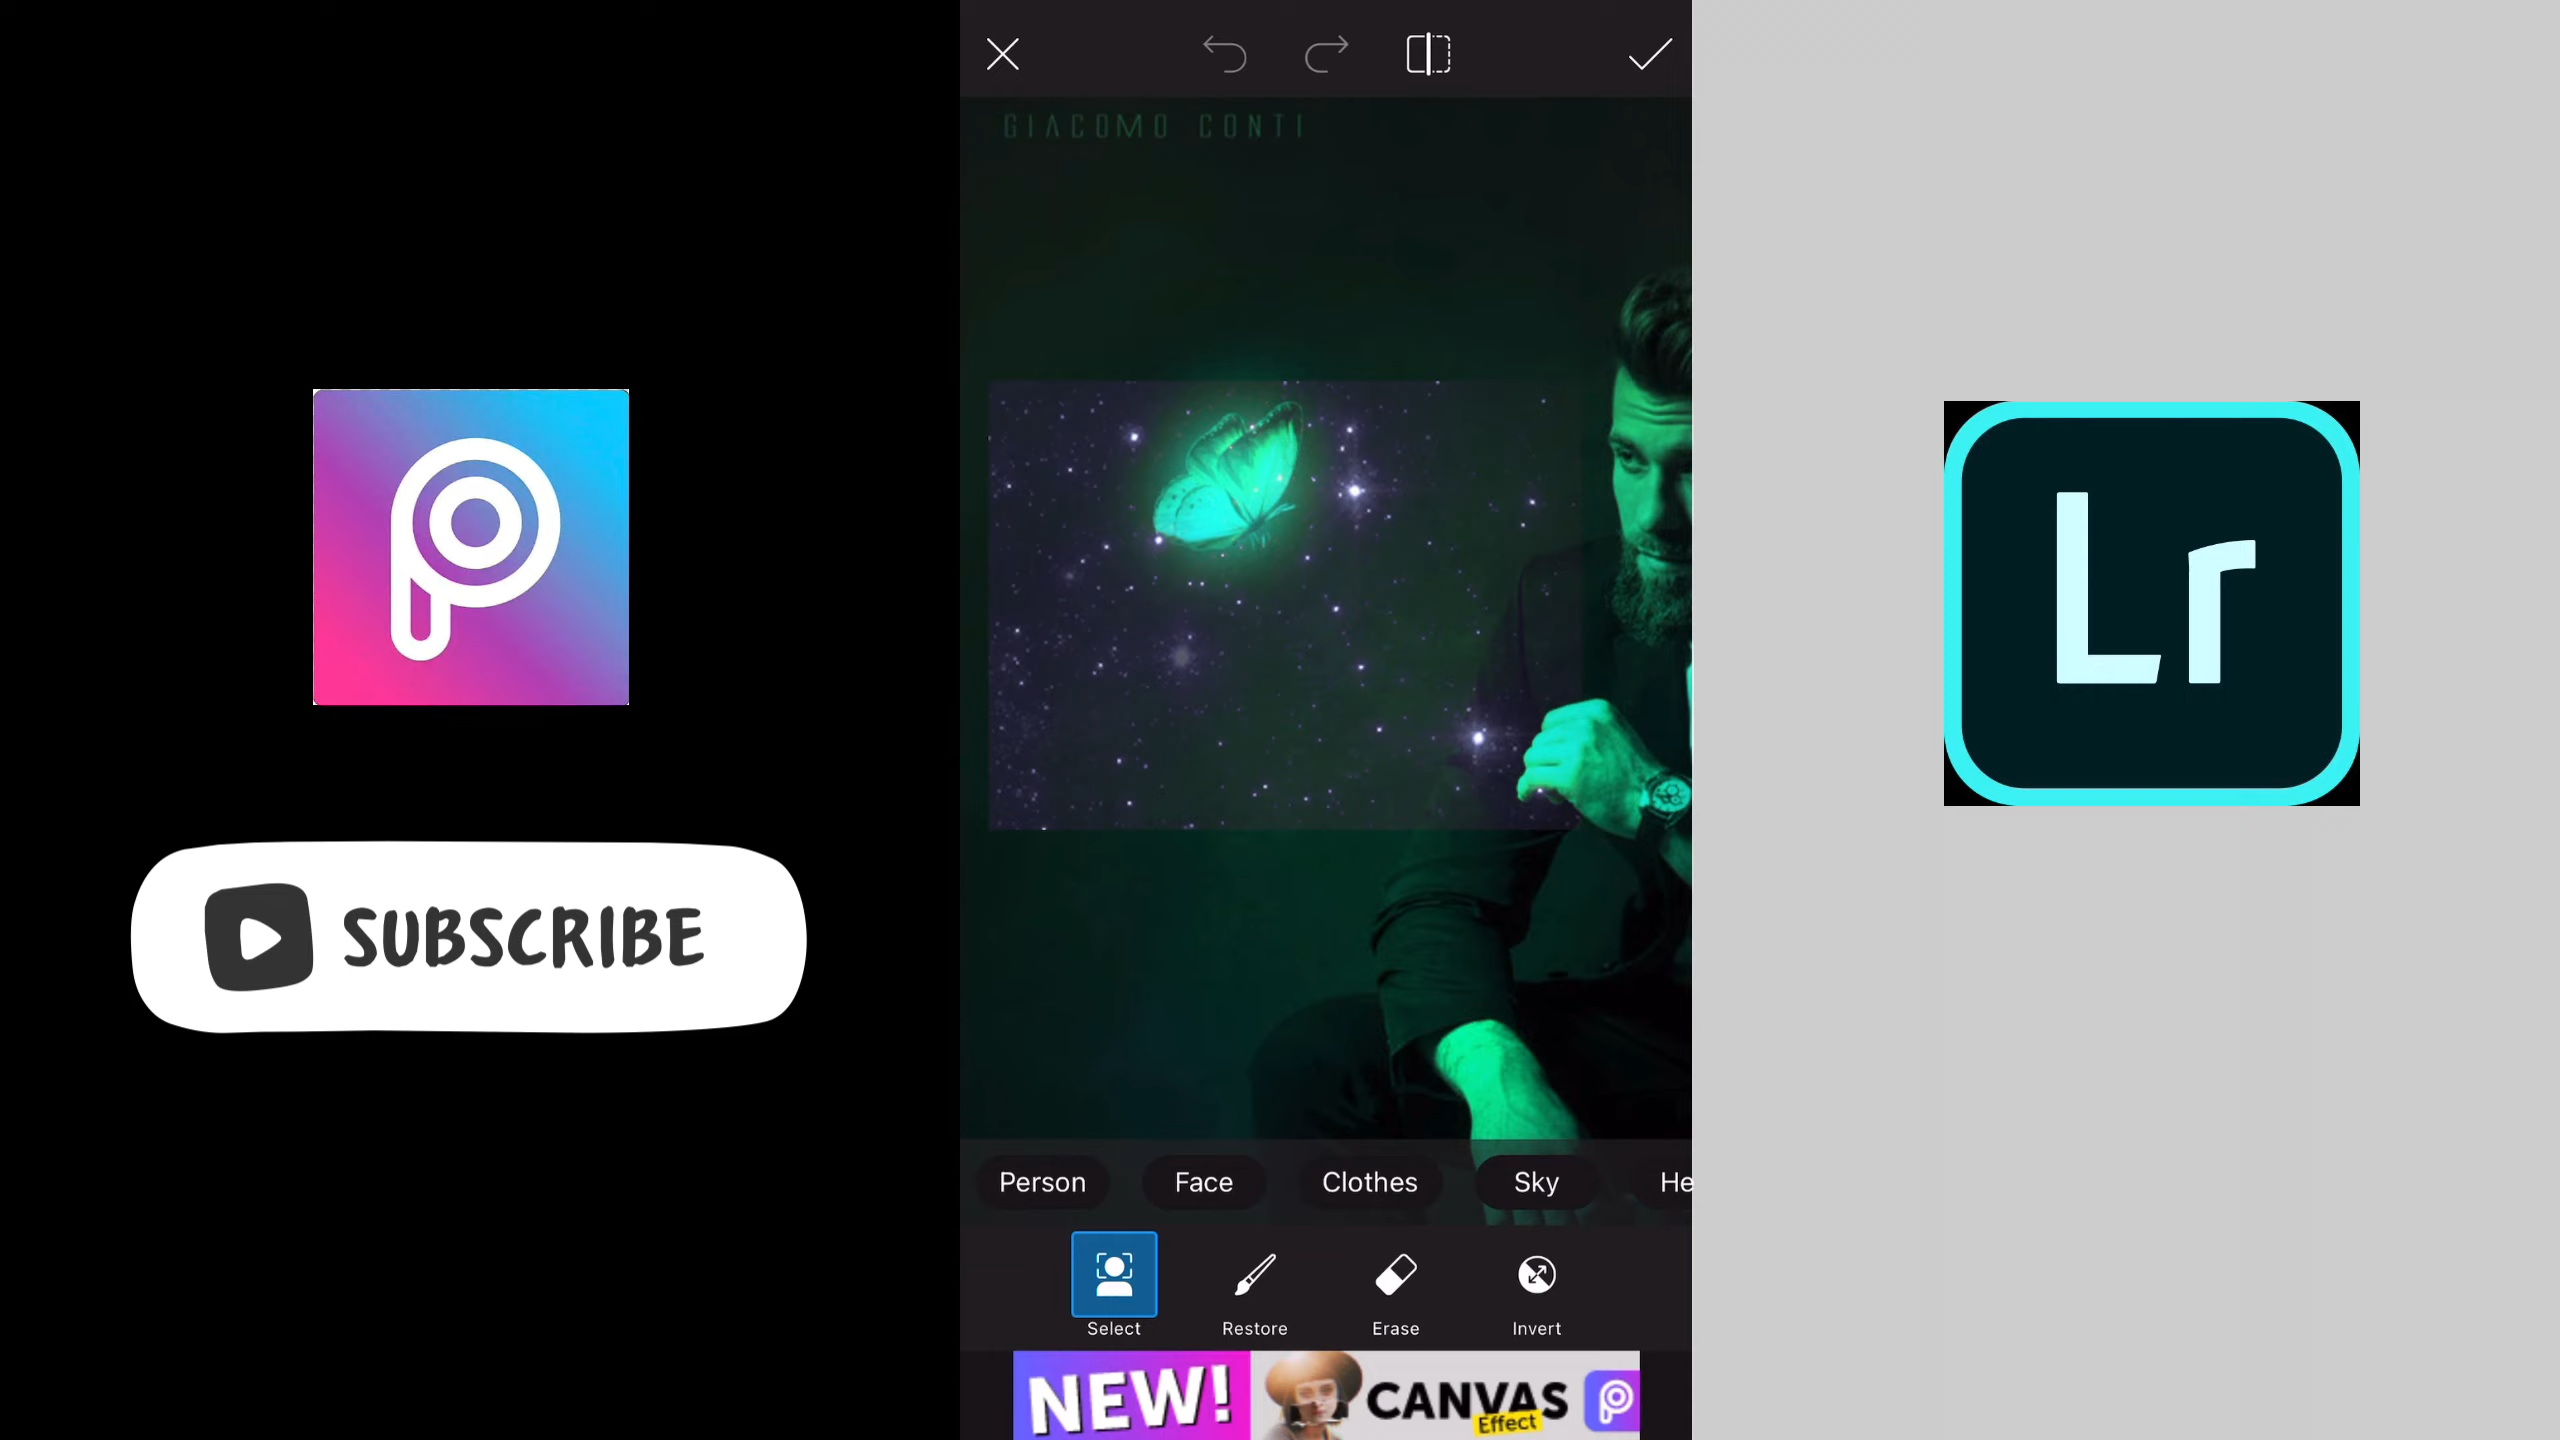 GIACOMO CONTI
SUBSCRIBE
Lr
Person Face Clothes Sky He
Select Restore Erase Invert
NEW! CANVAS
Effect